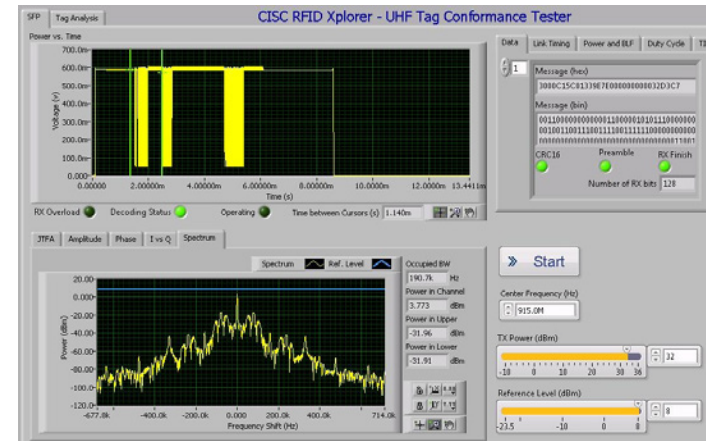 SFP Tag Analysis CISC RFID Xplorer - UHF Tag Conformance Tester
Power vs. Time
700.0m
600.0m
500.0m
400.0m
300.0m
200.0m
100.0m
0.000
Voltage (v)
0.00000 2.00000m 4.00000m 6.00000m 8.00000m 10.0000m 12.0000m 13.4411m
Time (s)
RX Overload Decoding Status Operating Time between Cursors (s) 1.140m
Data Link Timing Power and BLF Duty Cycle
1
Message (hex)
Message (bin)
CRC16 Preamble RX Finish
Number of RX bits 128
JTFA Amplitude Phase I vs Q Spectrum
Spectrum Ref. Level
20.00
0.000
-20.00
-40.00
-60.00
-80.00
-100.0
-120.0
Power (dBm)
-677.8k -400.0k -200.0k 0.000 200.0k 400.0k 714.0k
Frequency Shift (Hz)
Occupied BW
190.7k Hz
Power in Channel
3.773 dBm
Power in Upper
-31.96 dBm
Power in Lower
-31.91 dBm
Start
Center Frequency (Hz)
915.0M
TX Power (dBm)
-10 0 10 20 30 36
32
Reference Level (dBm)
-23.5 -10 0 8
8